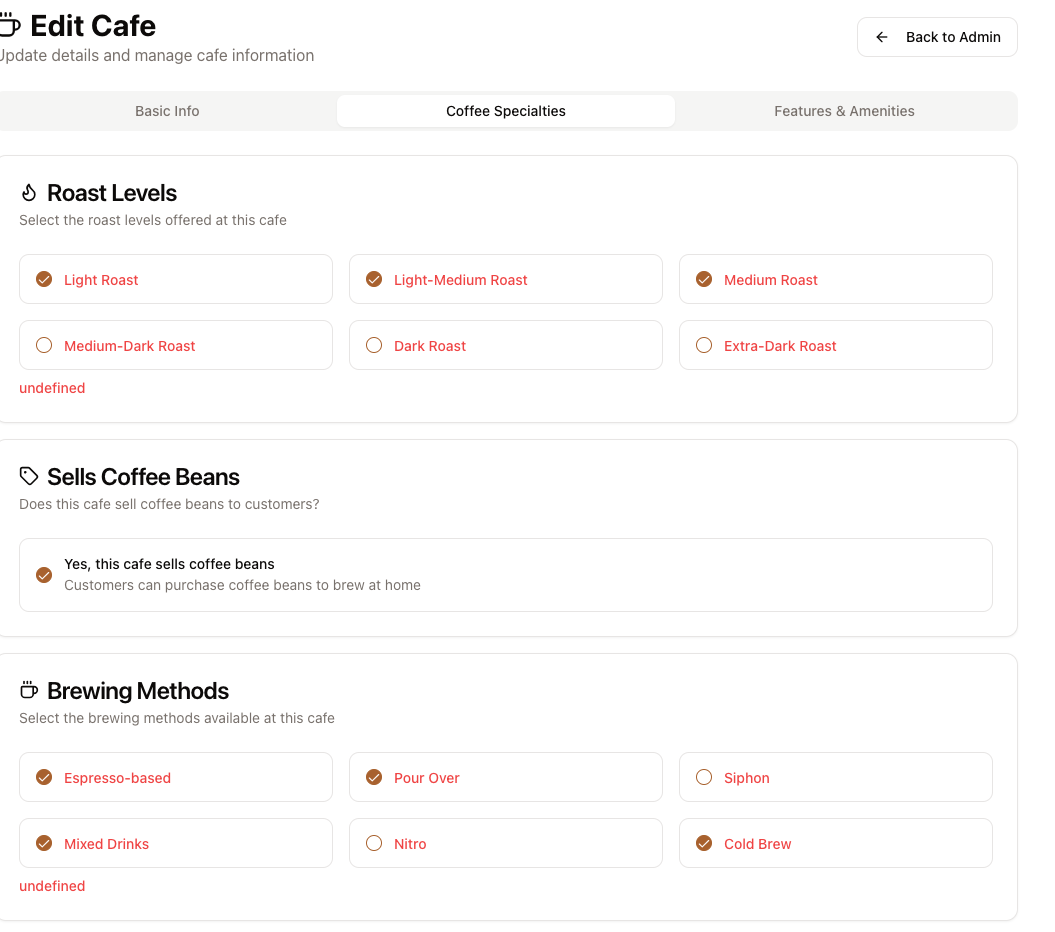 Edit Cafe
Update details and manage cafe information
Back to Admin
Basic Info
Coffee Specialties
Features & Amenities
Roast Levels
Select the roast levels offered at this cafe
Light Roast
Light-Medium Roast
Medium Roast
Medium-Dark Roast
Dark Roast
Extra-Dark Roast
undefined
Sells Coffee Beans
Does this cafe sell coffee beans to customers?
Yes, this cafe sells coffee beans
Customers can purchase coffee beans to brew at home
Brewing Methods
Select the brewing methods available at this cafe
Espresso-based
Pour Over
Siphon
Mixed Drinks
Nitro
Cold Brew
undefined